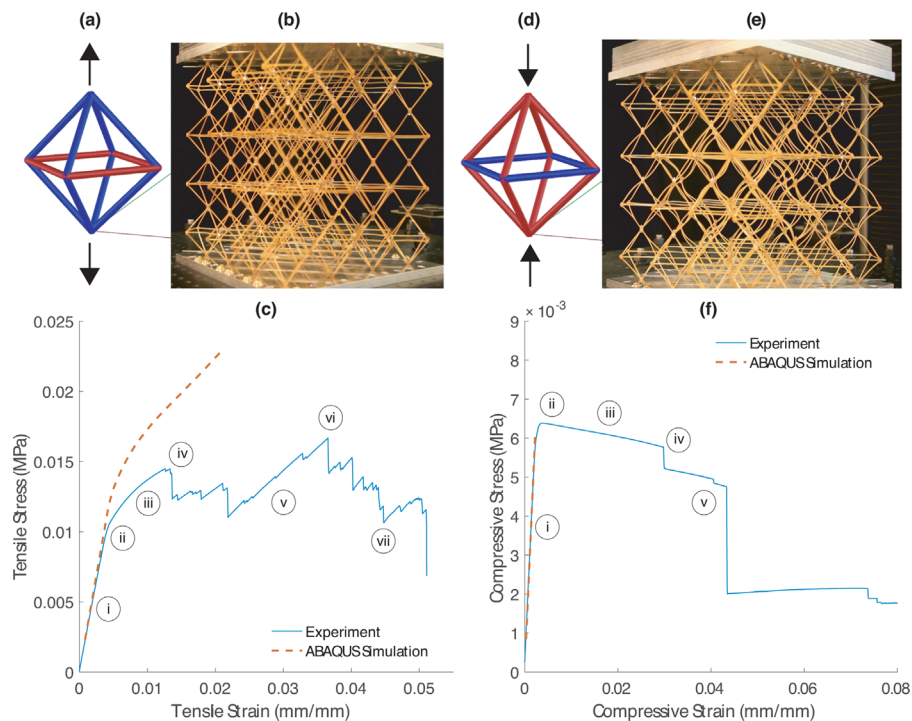 (a)
(b)
(d)
(e)
(c)
0.025
0.02
0.015
0.01
0.005
0
Tensile Stress (MPa)
i
ii
iii
iv
v
vi
vii
Experiment
ABAQUS Simulation
0
0.01
0.02
0.03
0.04
0.05
Tensile Strain (mm/mm)
(f)
× 10⁻³
9
8
7
6
5
4
3
2
1
0
Compressive Stress (MPa)
i
ii
iii
iv
v
Experiment
ABAQUS Simulation
0
0.02
0.04
0.06
0.08
Compressive Strain (mm/mm)